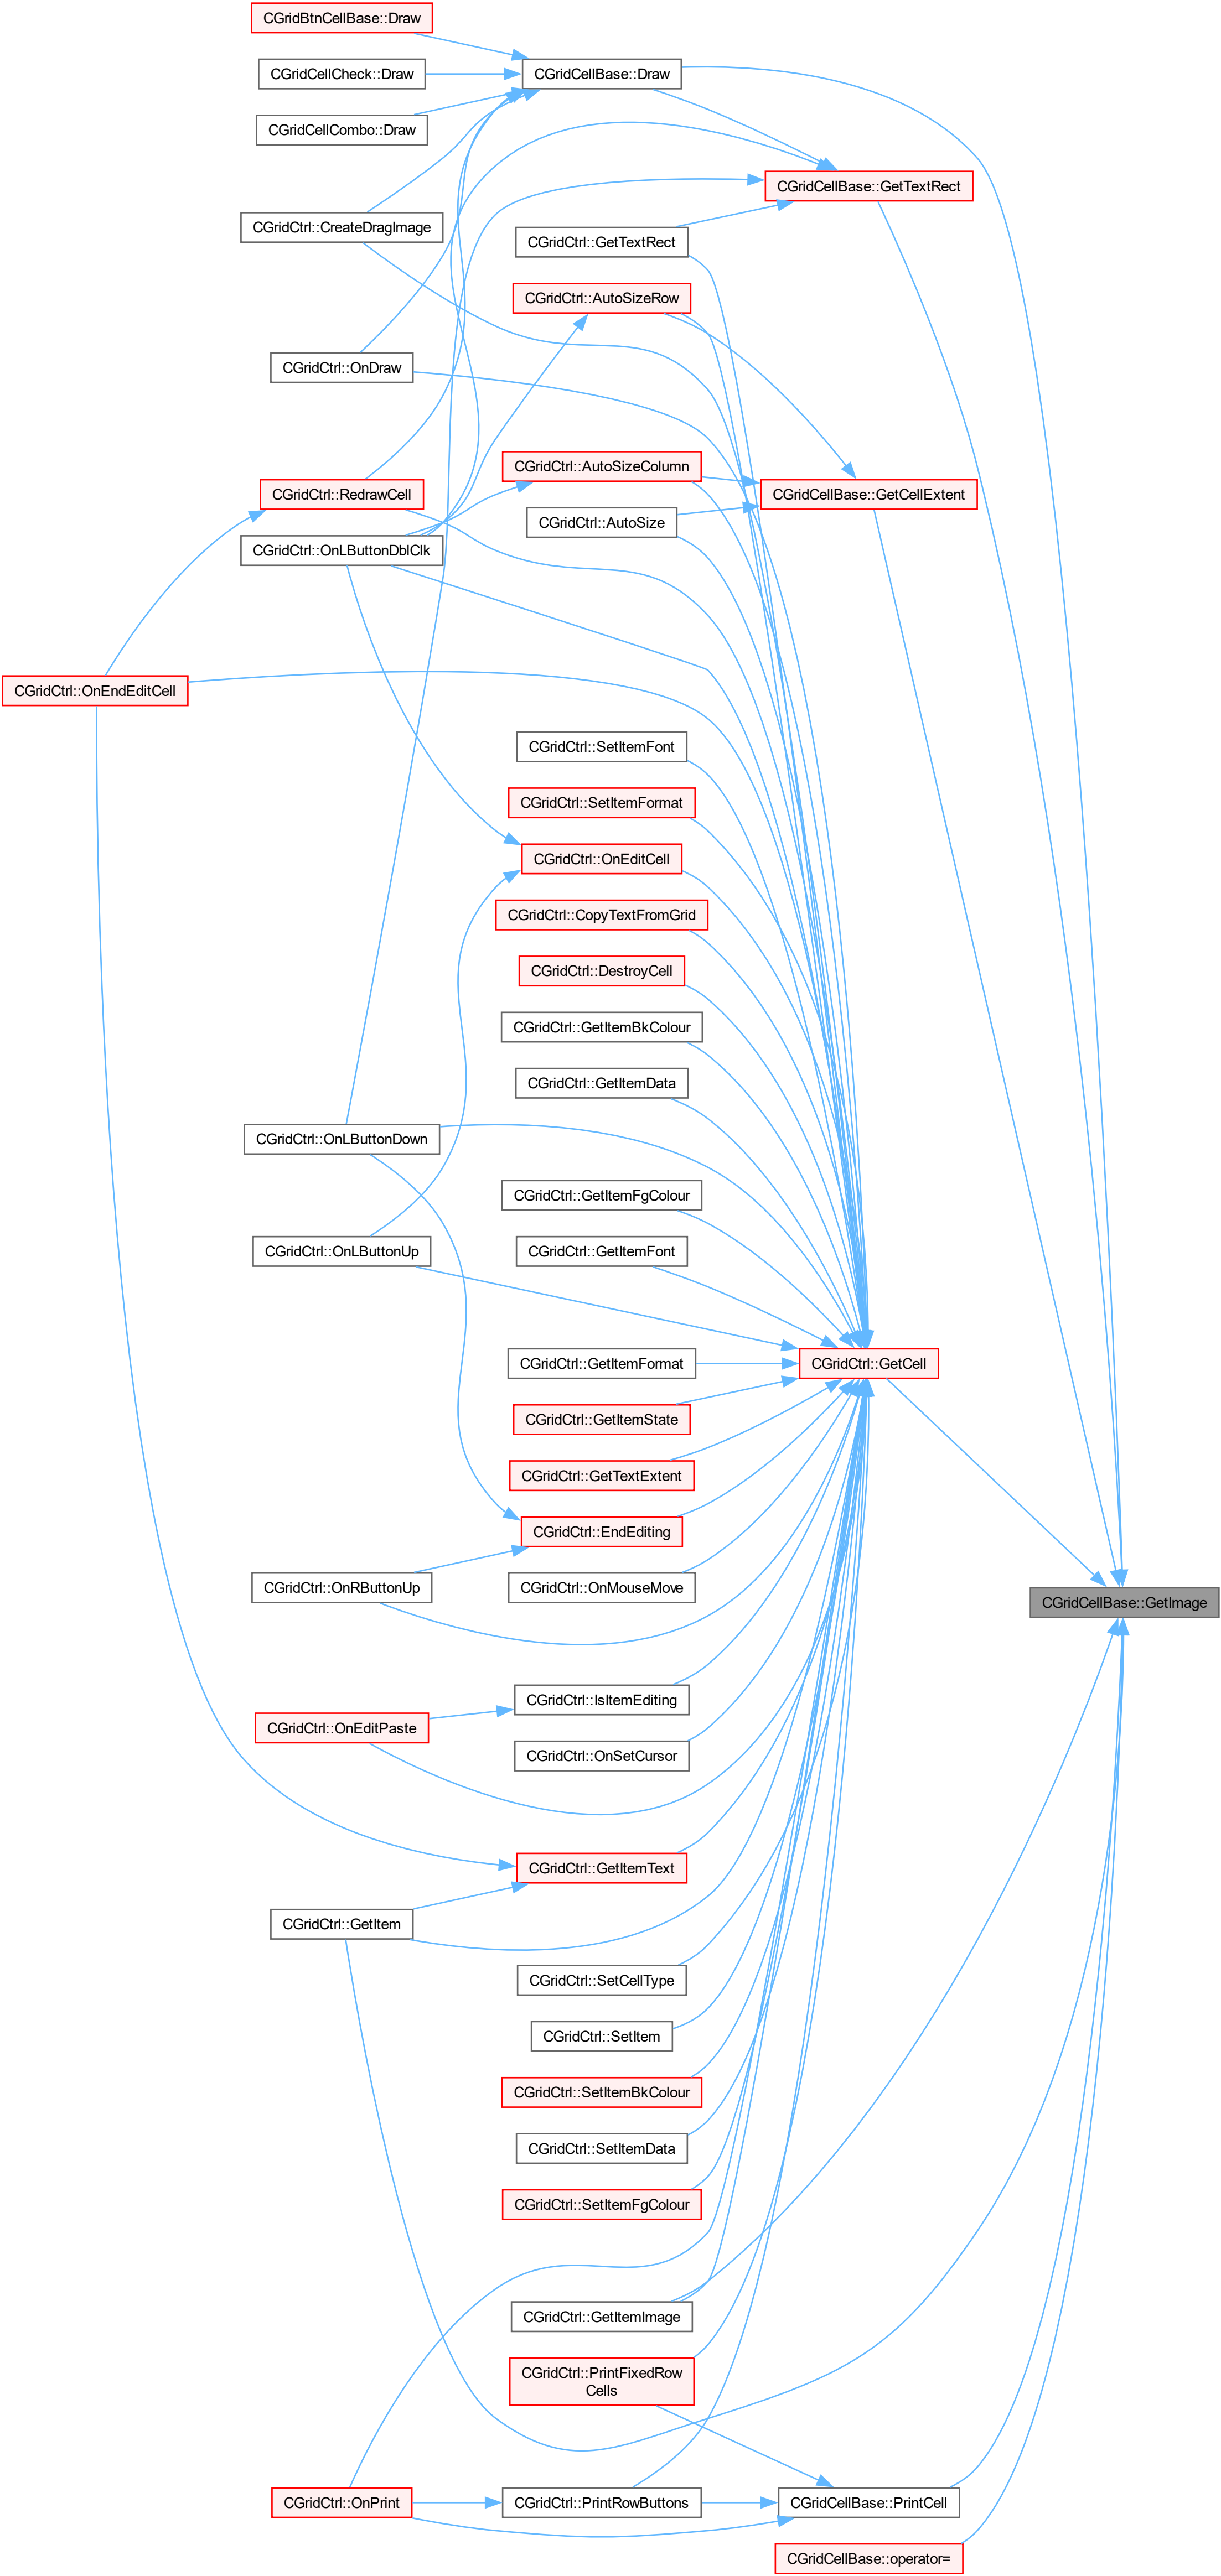 CGridBtnCellBase::Draw
CGridCellCheck::Draw
CGridCellBase::Draw
CGridCellCombo::Draw
CGridCellBase::GetTextRect
CGridCtrl::CreateDragImage
CGridCtrl::GetTextRect
CGridCtrl::AutoSizeRow
CGridCtrl::OnDraw
CGridCtrl::AutoSizeColumn
CGridCtrl::RedrawCell
CGridCellBase::GetCellExtent
CGridCtrl::AutoSize
CGridCtrl::OnLButtonDblClk
CGridCtrl::OnEndEditCell
CGridCtrl::SetItemFont
CGridCtrl::SetItemFormat
CGridCtrl::OnEditCell
CGridCtrl::CopyTextFromGrid
CGridCtrl::DestroyCell
CGridCtrl::GetItemBkColour
CGridCtrl::GetItemData
CGridCtrl::OnLButtonDown
CGridCtrl::GetItemFgColour
CGridCtrl::OnLButtonUp
CGridCtrl::GetItemFont
CGridCtrl::GetItemFormat
CGridCtrl::GetCell
CGridCtrl::GetItemState
CGridCtrl::GetTextExtent
CGridCtrl::EndEditing
CGridCtrl::OnRButtonUp
CGridCtrl::OnMouseMove
CGridCellBase::GetImage
CGridCtrl::IsItemEditing
CGridCtrl::OnEditPaste
CGridCtrl::OnSetCursor
CGridCtrl::GetItemText
CGridCtrl::GetItem
CGridCtrl::SetCellType
CGridCtrl::SetItem
CGridCtrl::SetItemBkColour
CGridCtrl::SetItemData
CGridCtrl::SetItemFgColour
CGridCtrl::GetItemImage
CGridCtrl::PrintFixedRow
Cells
CGridCtrl::OnPrint
CGridCtrl::PrintRowButtons
CGridCellBase::PrintCell
CGridCellBase::operator=